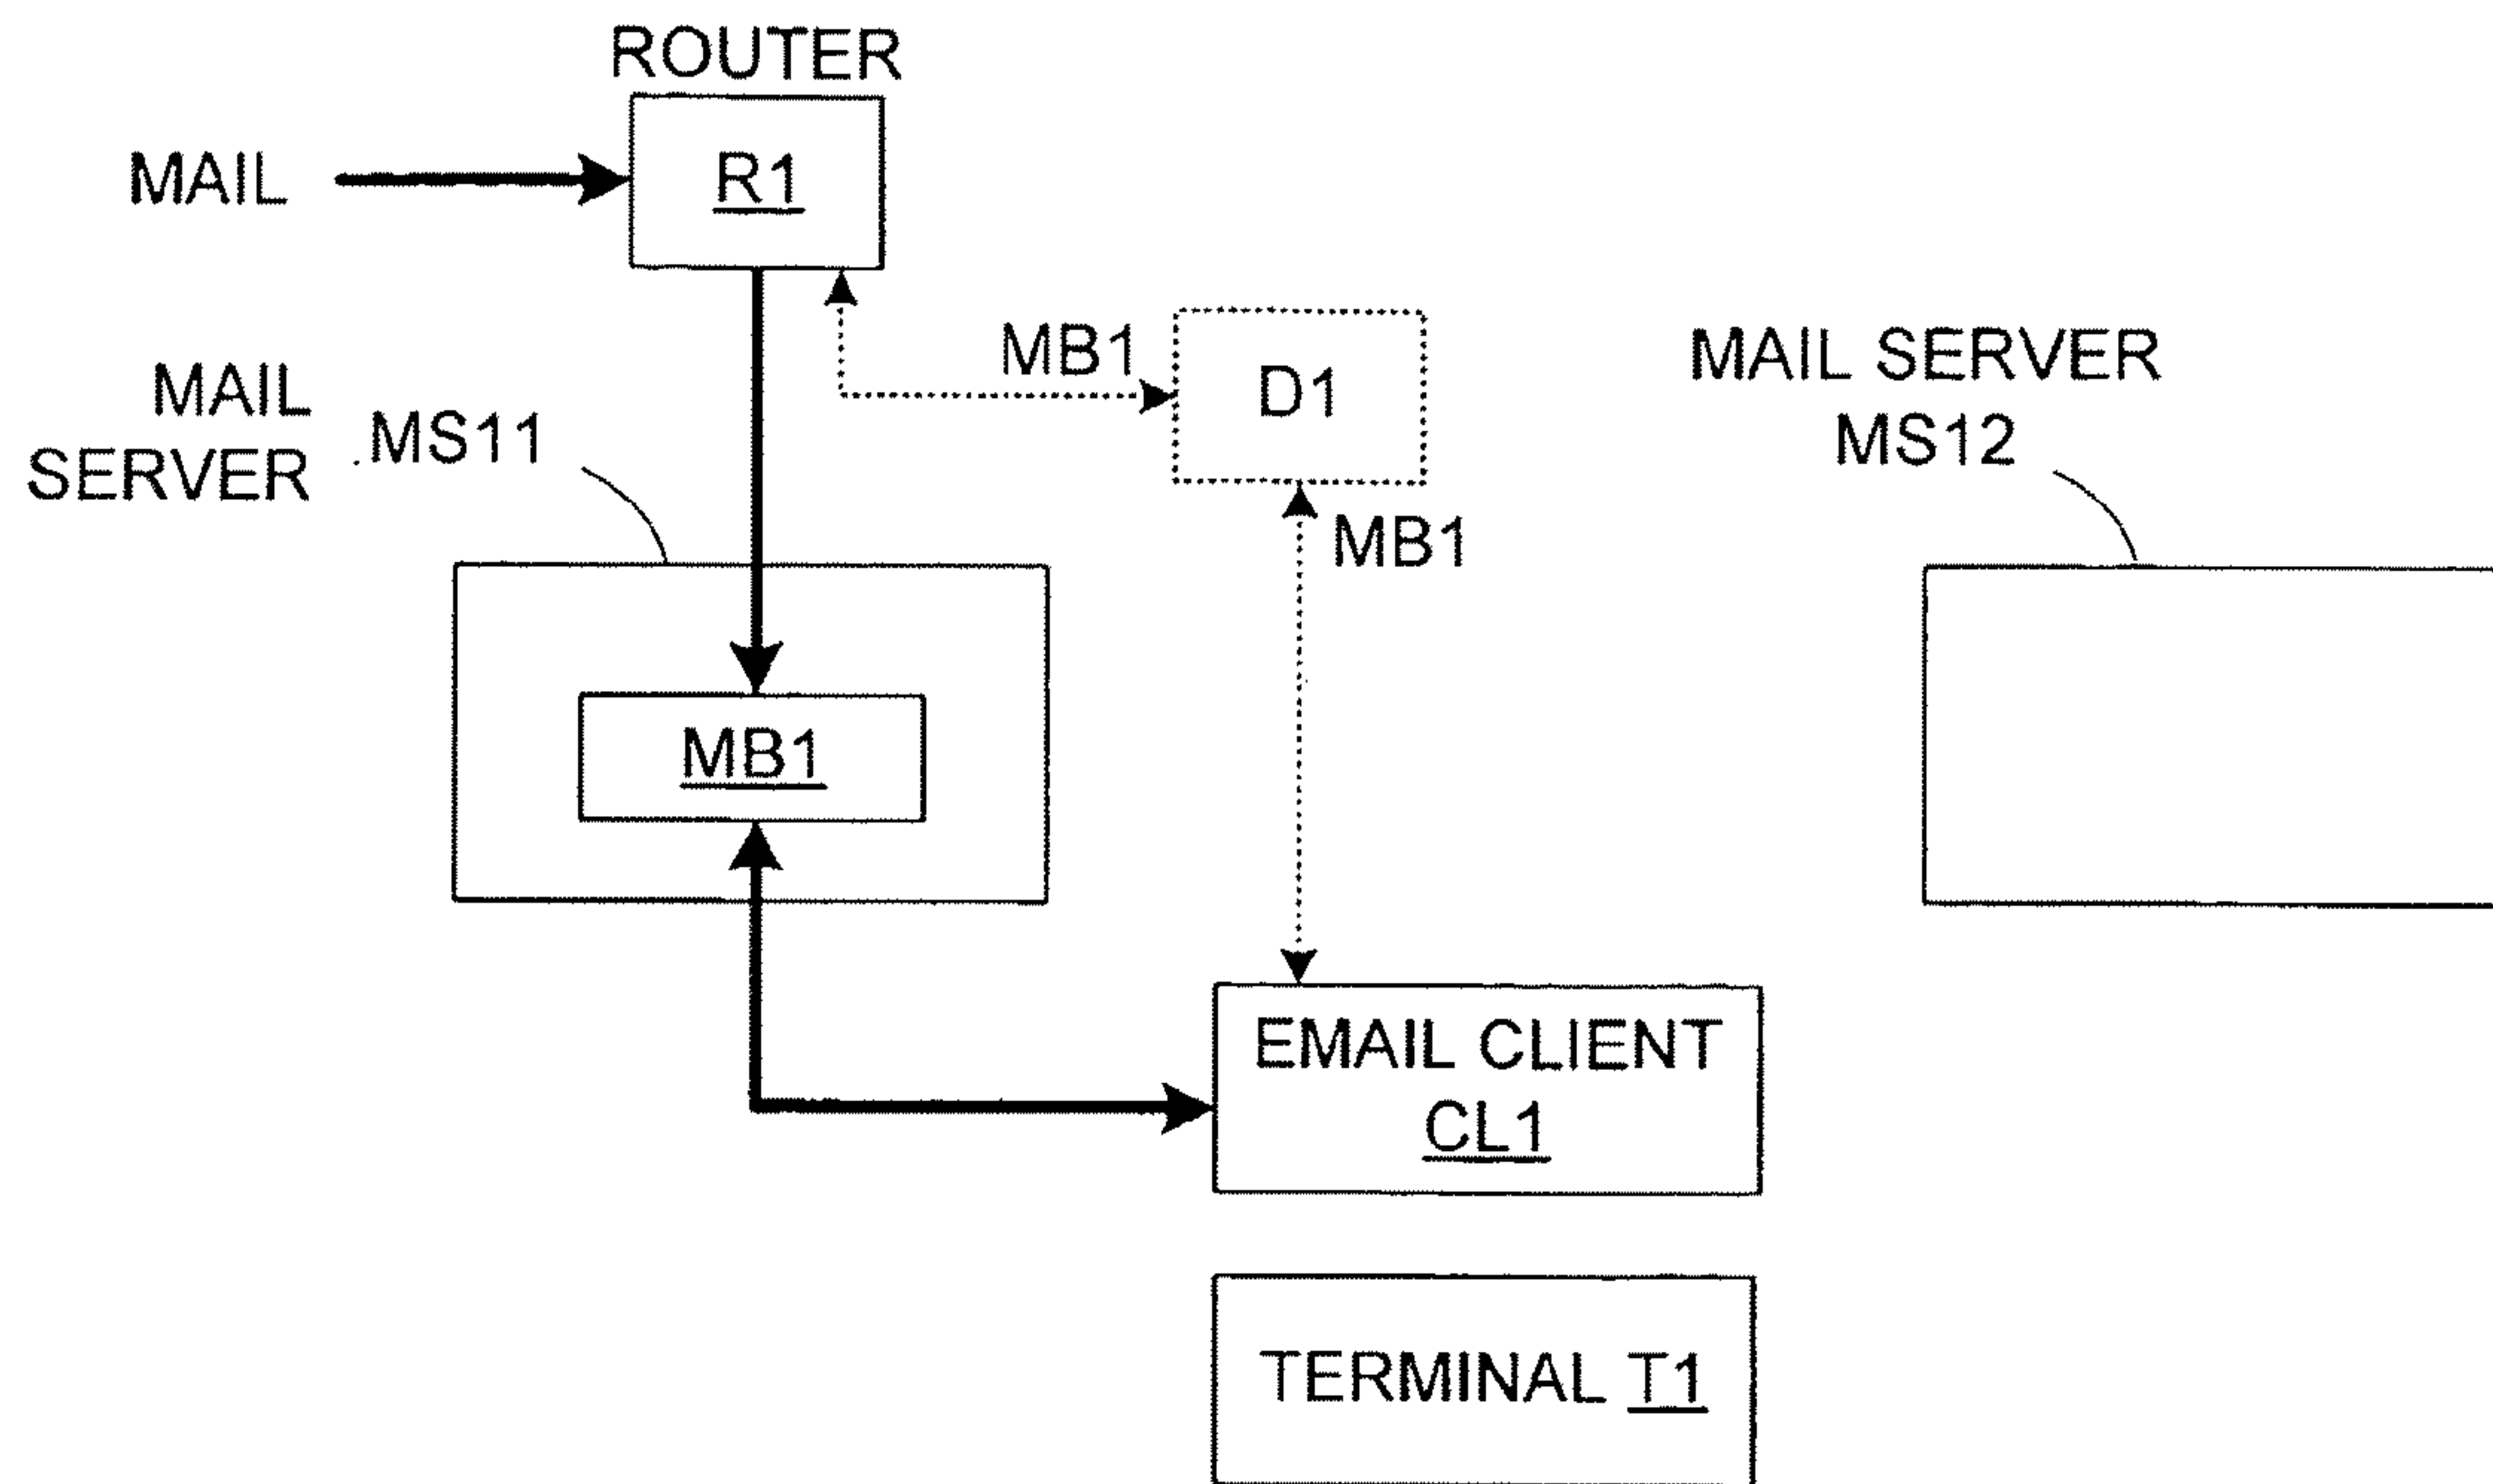 ROUTER
MAIL
R1
MB1
D1
MAIL SERVER
MS12
MAIL
SERVER
MS11
MB1
MB1
EMAIL CLIENT
CL1
TERMINAL T1